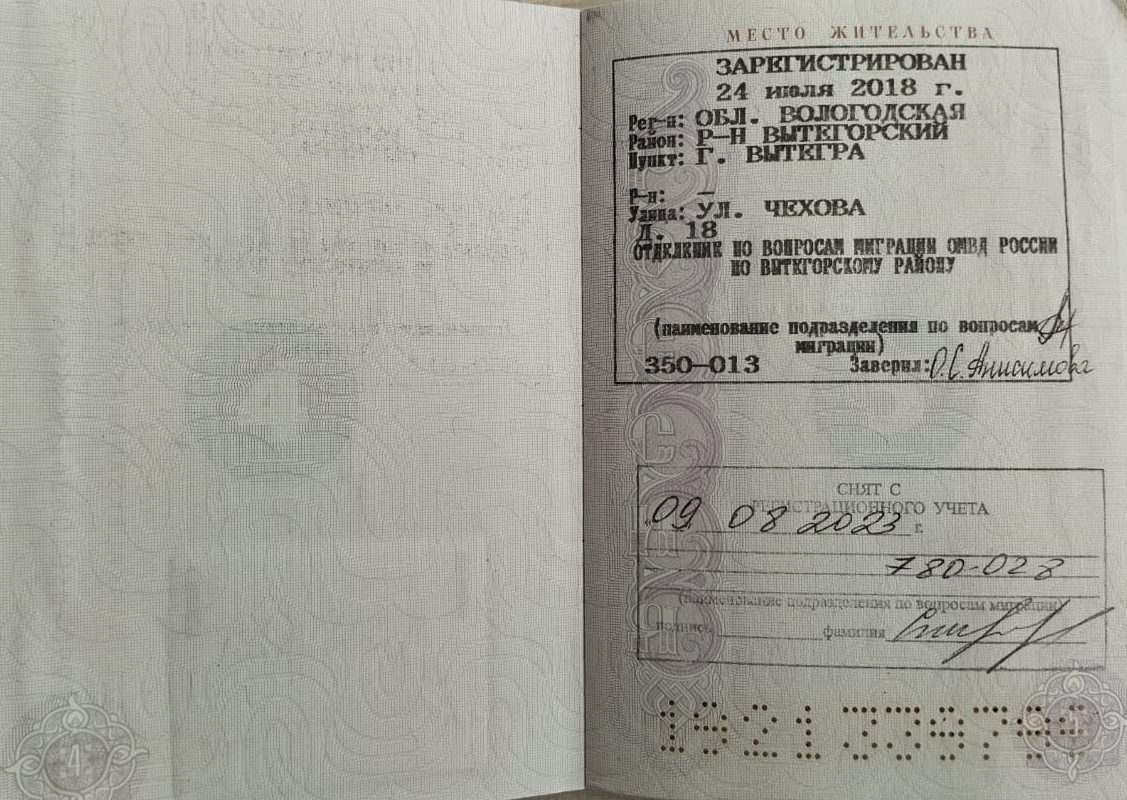 МЕСТО ЖИТЕЛЬСТВА
ЗАРЕГИСТРИРОВАН
24 июля 2018 г.
Рег-н: ОБЛ. ВОЛОГОДСКАЯ
Район: Р-Н ВЫТЕГОРСКИЙ
Пункт: Г. ВЫТЕГРА
Р-н: –
Улица: УЛ. ЧЕХОВА
Д. 18
ОТДЕЛЕНИЕ ПО ВОПРОСАМ МИГРАЦИИ ОМВД РОССИИ
ПО ВЫТЕГОРСКОМУ РАЙОНУ
(наименование подразделения по вопросам
миграции)
350-013 Заверил: О.С. Анисимова
СНЯТ С
РЕГИСТРАЦИОННОГО УЧЕТА
09 08 2023 г.
780-028
(наименование подразделения по вопросам миграции)
подпись фамилия
4